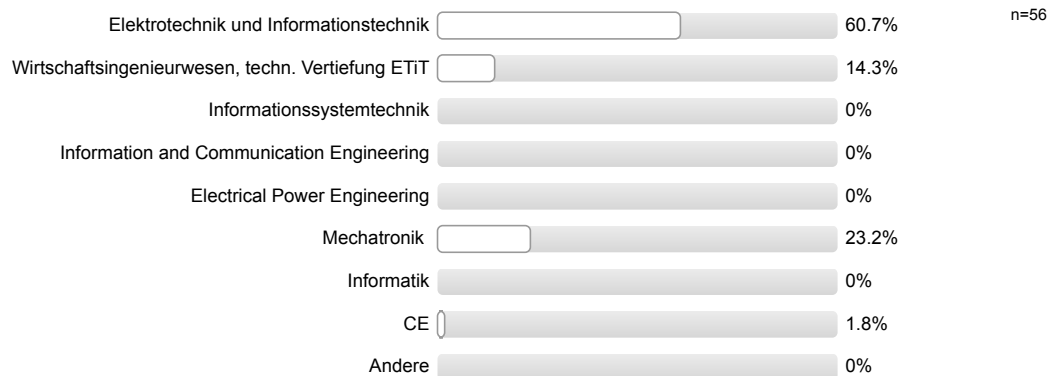 n=56
Elektrotechnik und Informationstechnik 60.7%
Wirtschaftsingenieurwesen, techn. Vertiefung ETiT 14.3%
Informationssystemtechnik 0%
Information and Communication Engineering 0%
Electrical Power Engineering 0%
Mechatronik 23.2%
Informatik 0%
CE 1.8%
Andere 0%